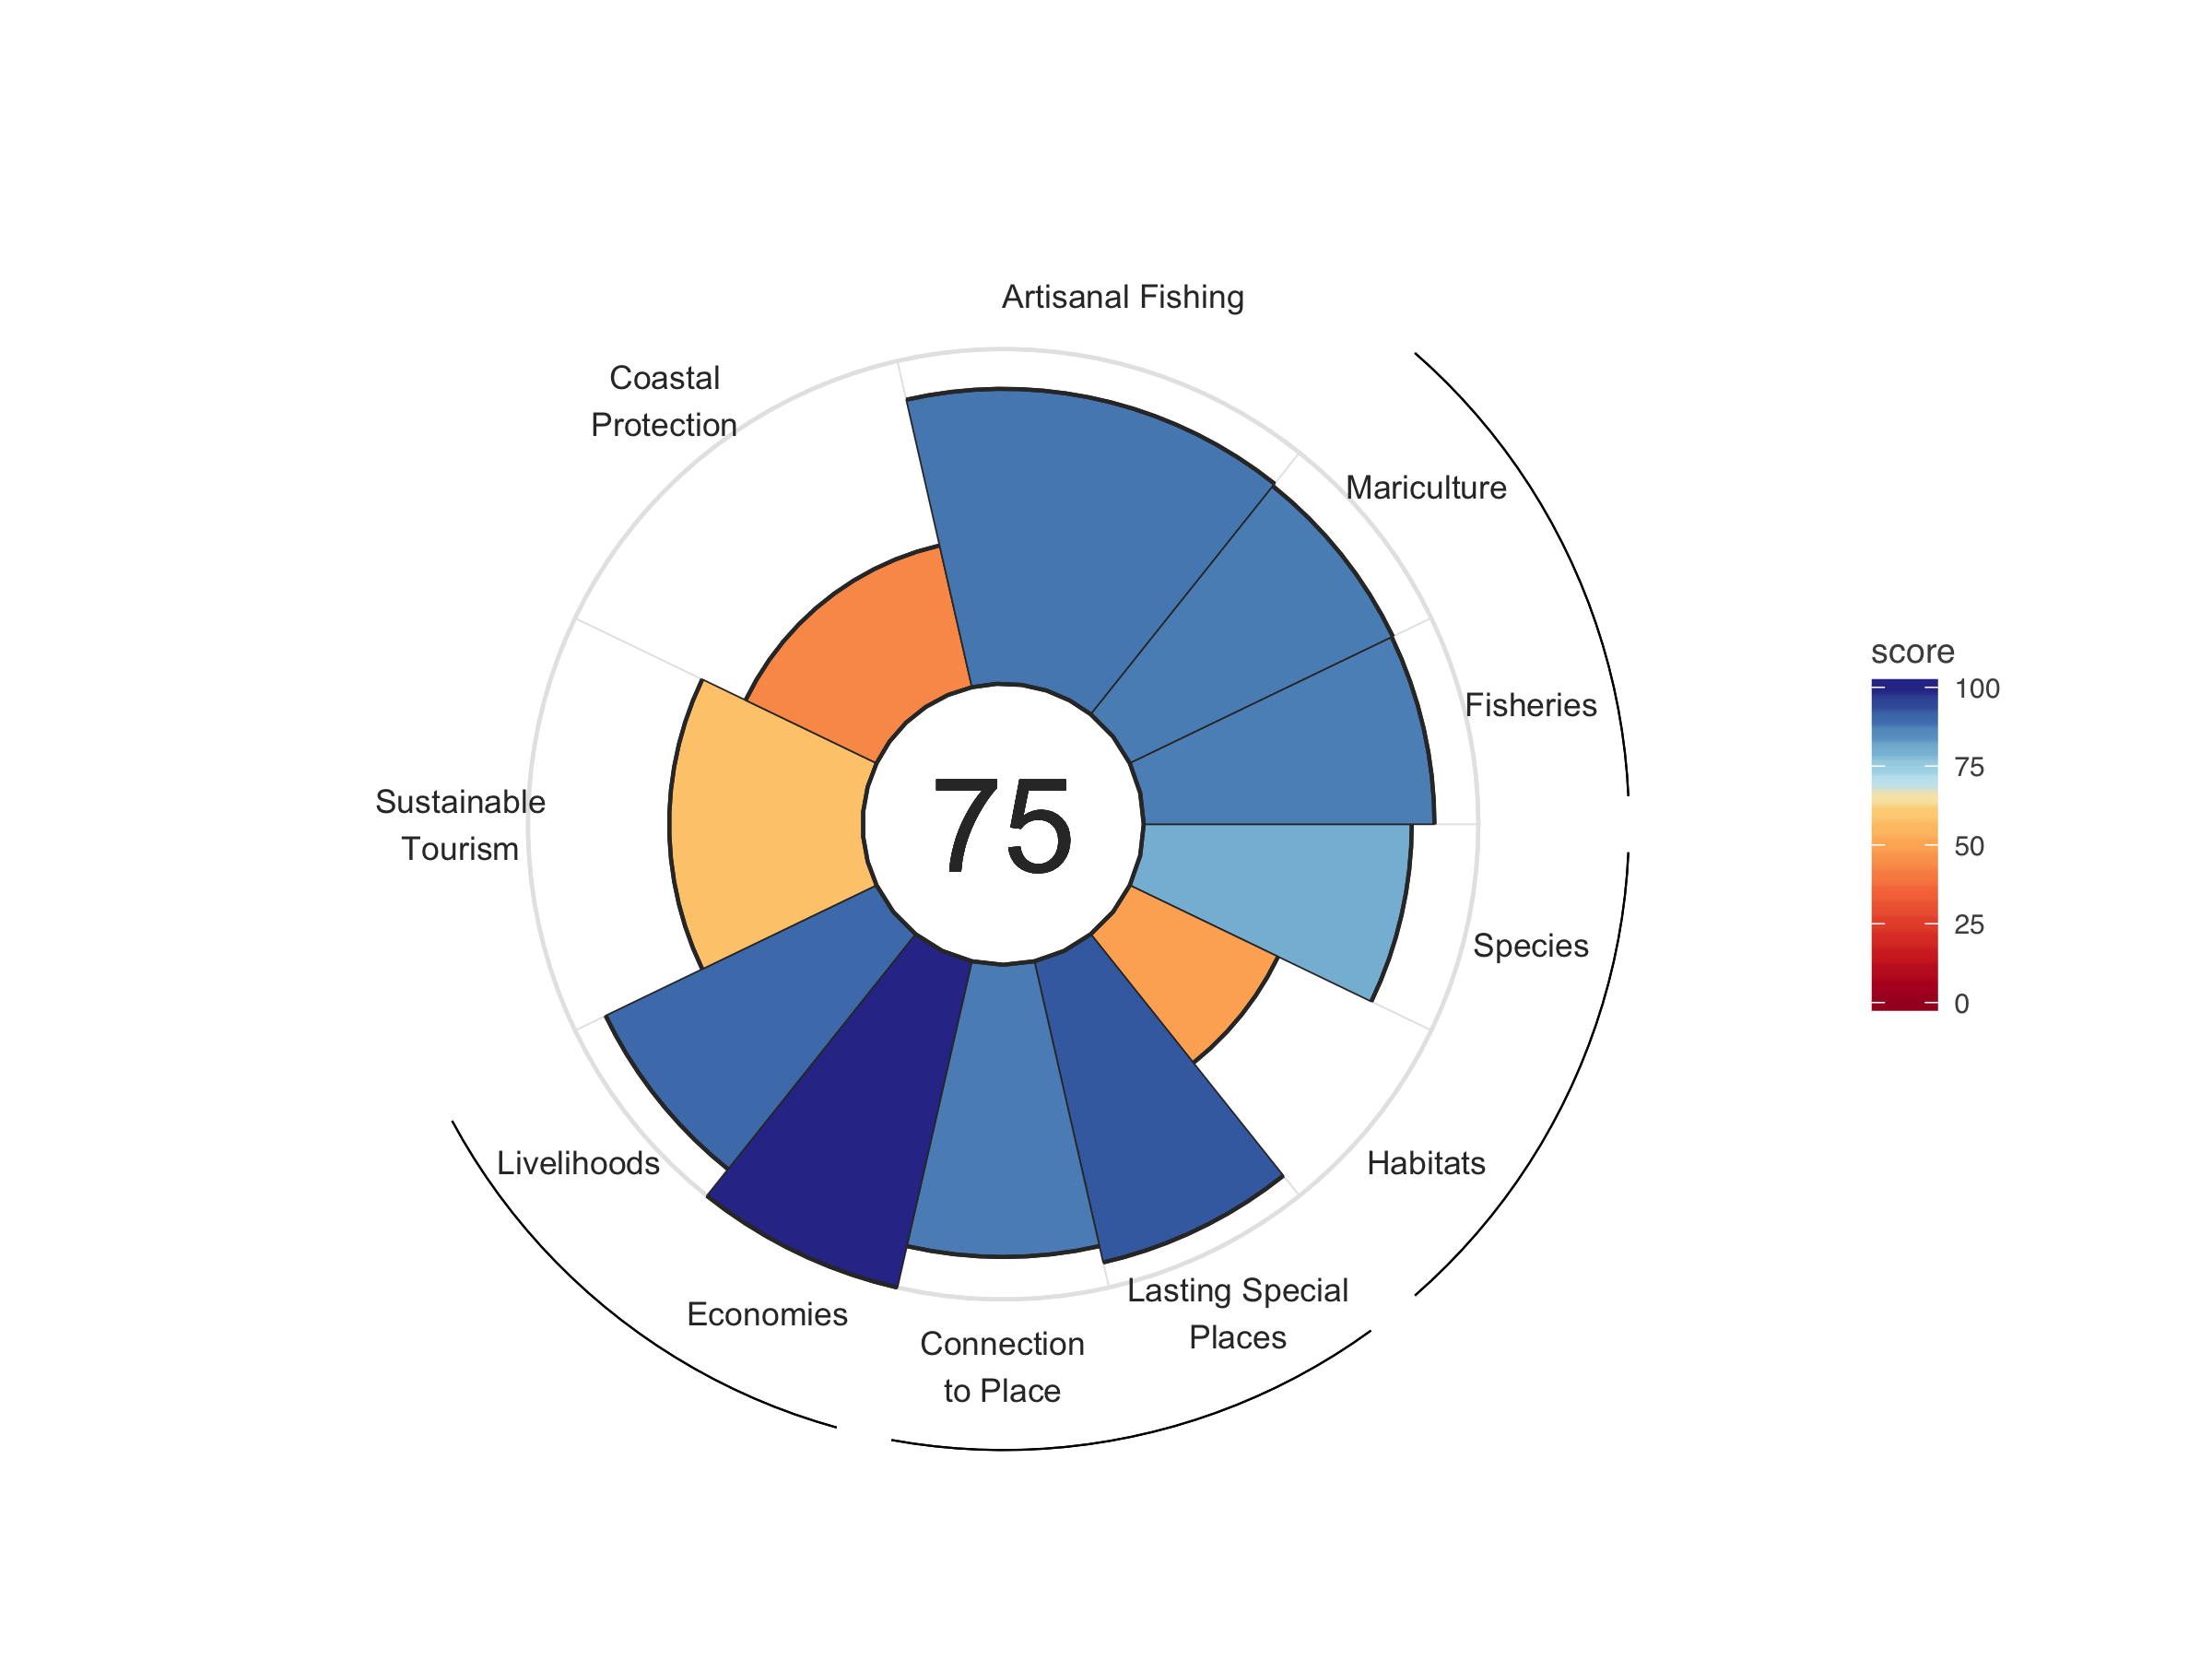 Artisanal Fishing
Coastal
Protection
Mariculture
Fisheries
Sustainable
Tourism
75
Species
Livelihoods
Habitats
Economies
Connection
to Place
Lasting Special
Places
score
100
75
50
25
0